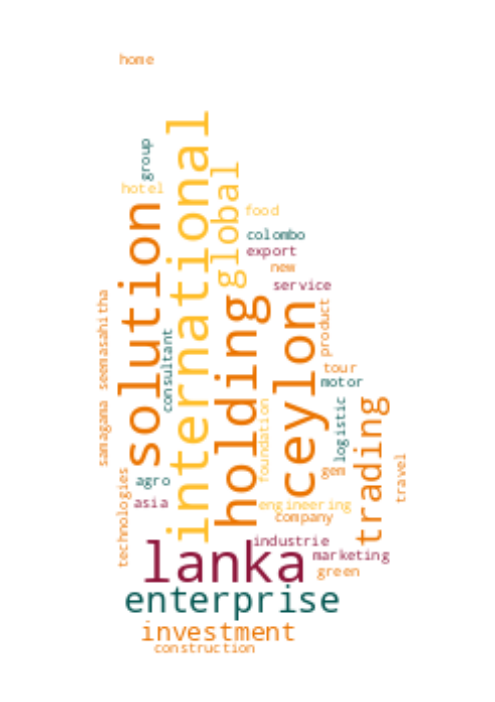 home
group
hotel
international
global
solution
food
colombo
export
new
service
seemasahitha
samagama
consultant
holding
ceylon
product
tour
motor
foundation
logistic
trading
gem
travel
technologies
agro
asia
engineering
company
lanka
industrie
marketing
green
enterprise
investment
construction